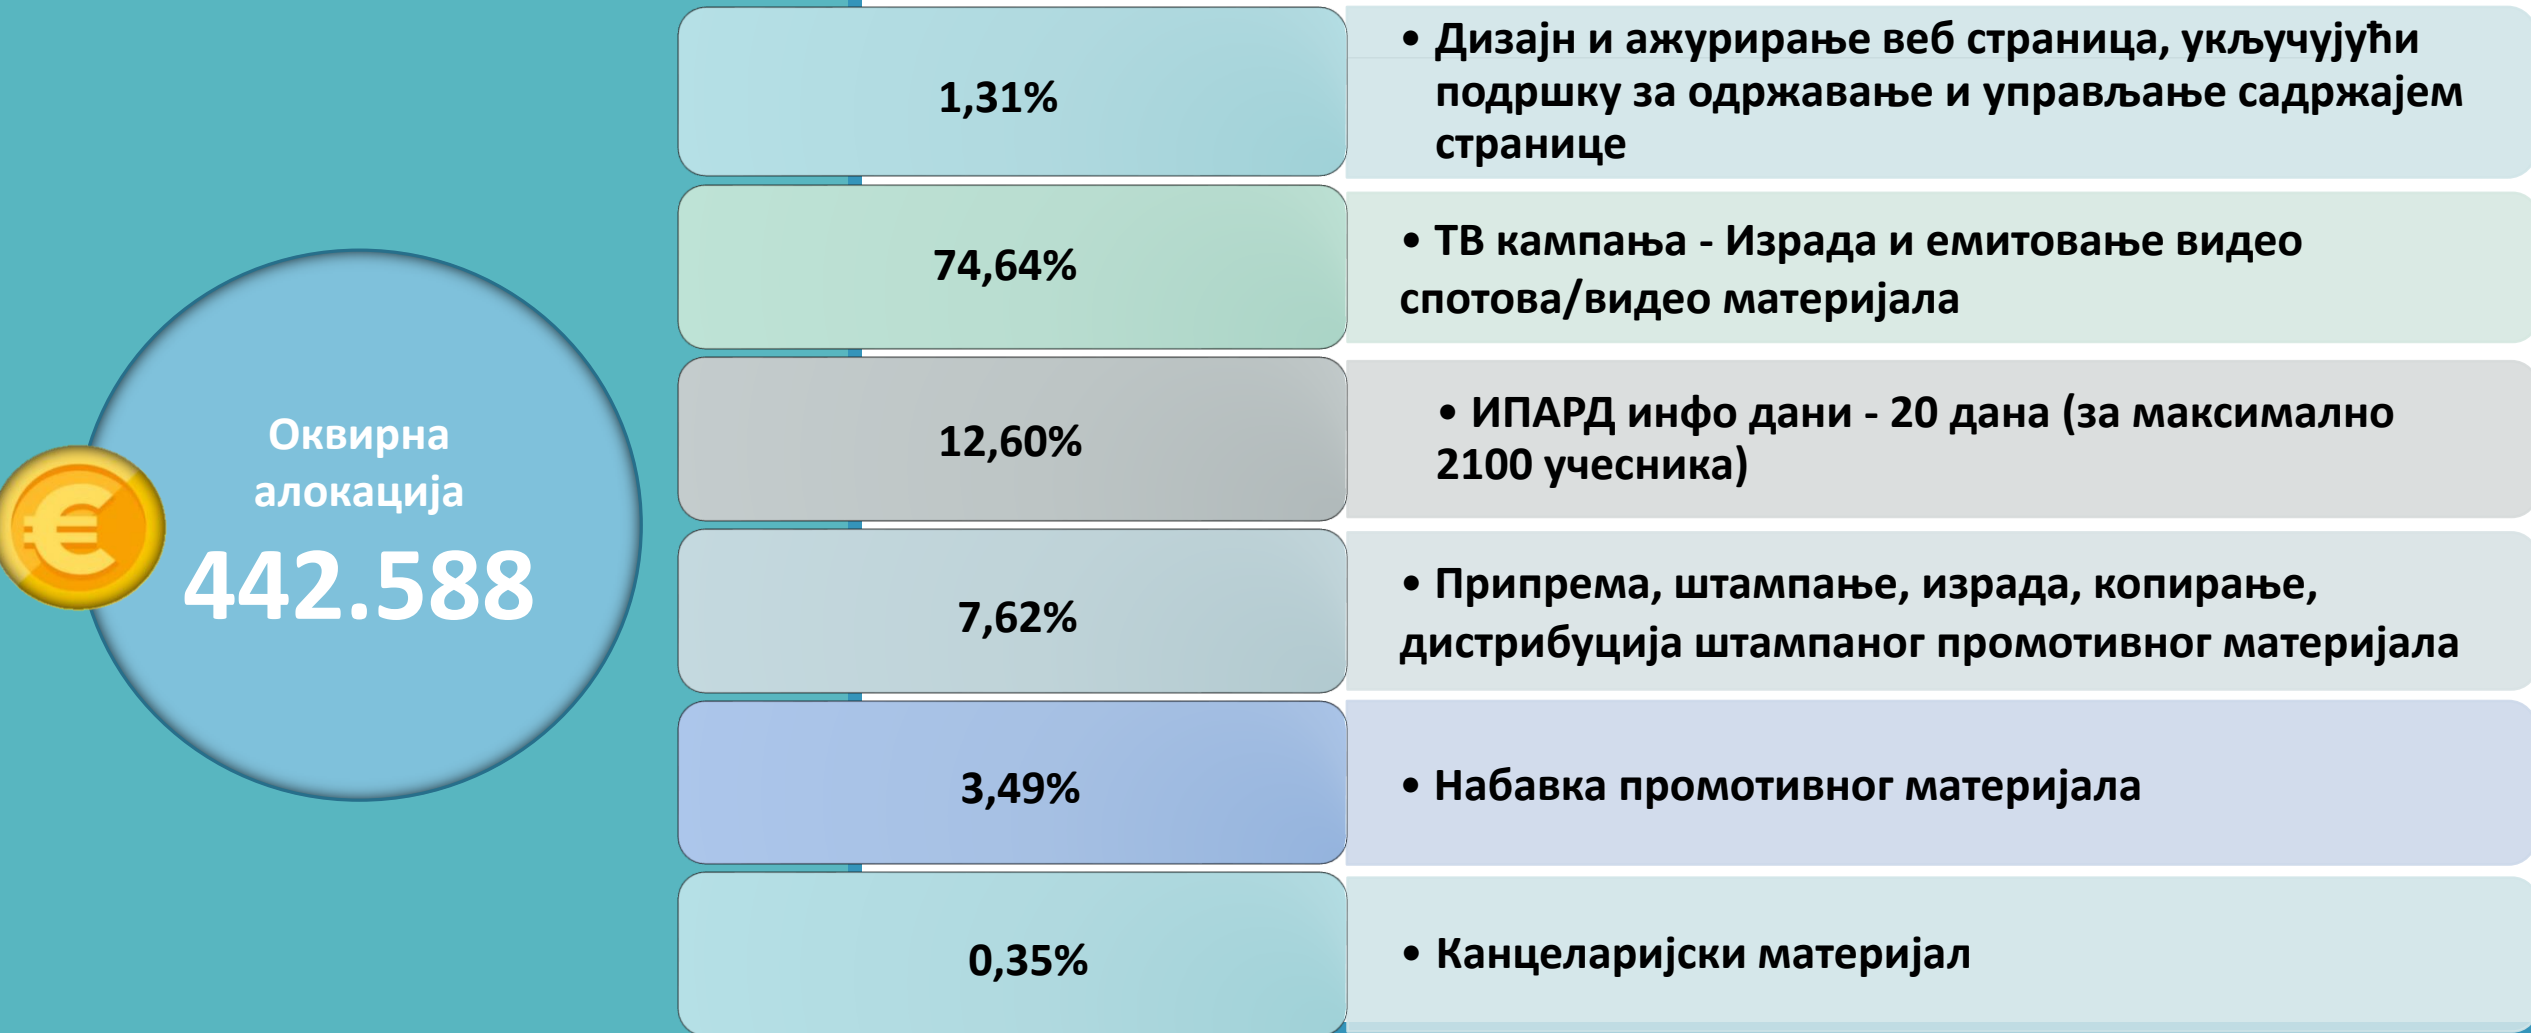 Оквирна
алокација
442.588
€
1,31%
• Дизајн и ажурирање веб страница, укључујући
подршку за одржавање и управљање садржајем
странице
74,64%
• ТВ кампања - Израда и емитовање видео
спотова/видео материјала
12,60%
• ИПАРД инфо дани - 20 дана (за максимално
2100 учесника)
7,62%
• Припрема, штампање, израда, копирање,
дистрибуција штампаног промотивног материјала
3,49%
• Набавка промотивног материјала
0,35%
• Канцеларијски материјал